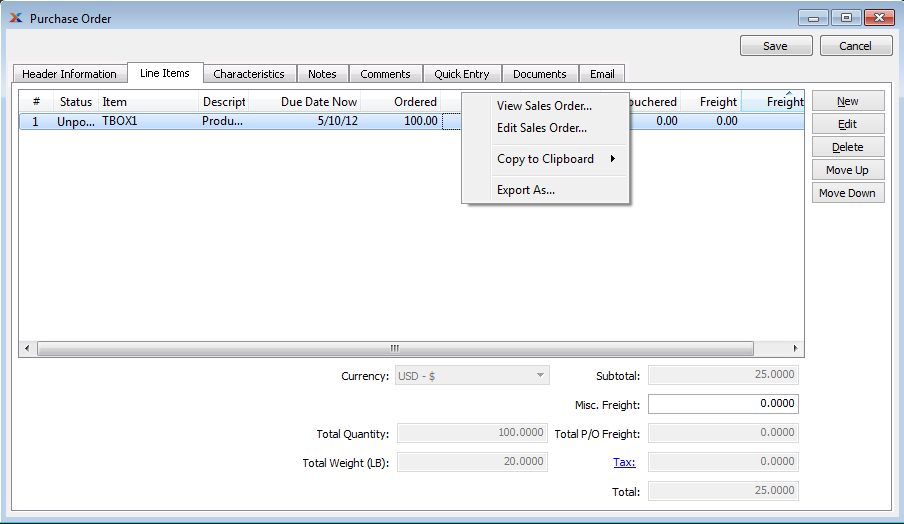 Purchase Order
Save Cancel
Header Information Line Items Characteristics Notes Comments Quick Entry Documents Email
# Status Item Descript Due Date Now Ordered ouchered Freight Freight
1 Unpo... TBOX1 Produ... 5/10/12 100.00 0.00 0.00
View Sales Order...
Edit Sales Order...
Copy to Clipboard
Export As...
New
Edit
Delete
Move Up
Move Down
Currency: USD - $ Subtotal: 25.0000
Misc. Freight: 0.0000
Total Quantity: 100.0000 Total P/O Freight: 0.0000
Total Weight (LB): 20.0000 Tax: 0.0000
Total: 25.0000